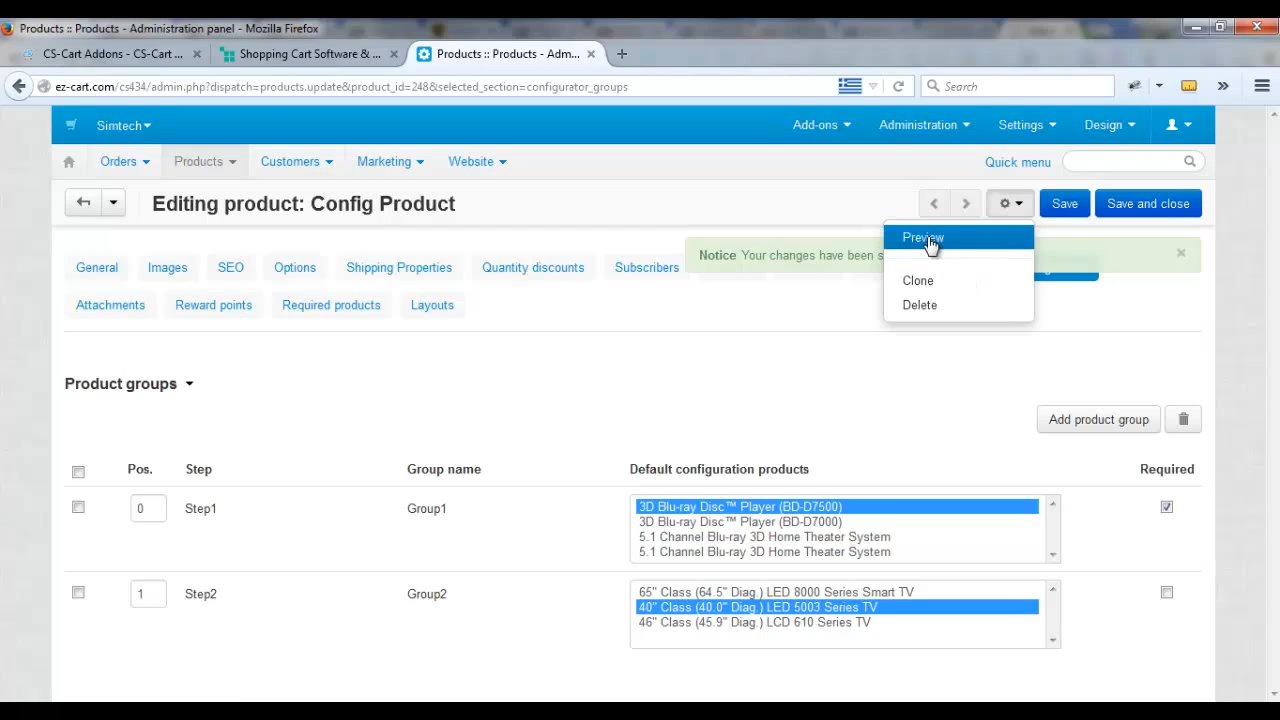 Products :: Products - Administration panel - Mozilla Firefox
CS-Cart Addons - CS-Cart ...
Shopping Cart Software & ...
Products :: Products - Adm...
ez-cart.com/cs434/admin.php?dispatch=products.update&product_id=248&selected_section=configurator_groups
Search
Simtech
Add-ons
Administration
Settings
Design
Orders
Products
Customers
Marketing
Website
Quick menu
Editing product: Config Product
Save
Save and close
Preview
Clone
Delete
Notice Your changes have been s
General
Images
SEO
Options
Shipping Properties
Quantity discounts
Subscribers
Attachments
Reward points
Required products
Layouts
Product groups
Add product group
Pos.
Step
Group name
Default configuration products
Required
0
Step1
Group1
3D Blu-ray Disc™ Player (BD-D7500)
3D Blu-ray Disc™ Player (BD-D7000)
5.1 Channel Blu-ray 3D Home Theater System
5.1 Channel Blu-ray 3D Home Theater System
1
Step2
Group2
65" Class (64.5" Diag.) LED 8000 Series Smart TV
40" Class (40.0" Diag.) LED 5003 Series TV
46" Class (45.9" Diag.) LCD 610 Series TV